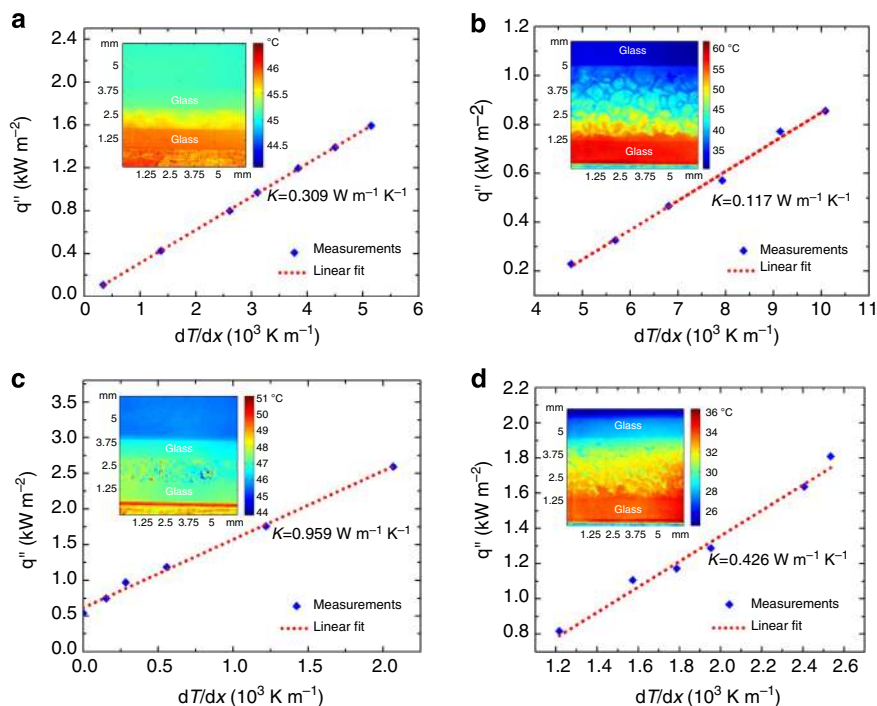 a
2.4
2.0
1.6
1.2
0.8
0.4
0.0
0 1 2 3 4 5 6
q" (kW m−2)
dT/dx (10³ K m−1)
mm
5
3.75
2.5
1.25
1.25 2.5 3.75 5 mm
Glass
Glass
°C
46
45.5
45
44.5
K=0.309 W m−1 K−1
Measurements
Linear fit
b
1.2
1.0
0.8
0.6
0.4
0.2
4 5 6 7 8 9 10 11
q" (kW m−2)
dT/dx (10³ K m−1)
mm
5
3.75
2.5
1.25
1.25 2.5 3.75 5 mm
Glass
Glass
60 °C
55
50
45
40
35
K=0.117 W m−1 K−1
Measurements
Linear fit
c
3.5
3.0
2.5
2.0
1.5
1.0
0.5
0.0
0.0 0.5 1.0 1.5 2.0
q" (kW m−2)
dT/dx (10³ K m−1)
mm
5
3.75
2.5
1.25
1.25 2.5 3.75 5 mm
Glass
Glass
51 °C
50
49
48
47
46
45
44
K=0.959 W m−1 K−1
Measurements
Linear fit
d
2.2
2.0
1.8
1.6
1.4
1.2
1.0
0.8
1.2 1.4 1.6 1.8 2.0 2.2 2.4 2.6
q" (kW m−2)
dT/dx (10³ K m−1)
mm
5
3.75
2.5
1.25
1.25 2.5 3.75 5 mm
Glass
Glass
36 °C
34
32
30
28
26
K=0.426 W m−1 K−1
Measurements
Linear fit